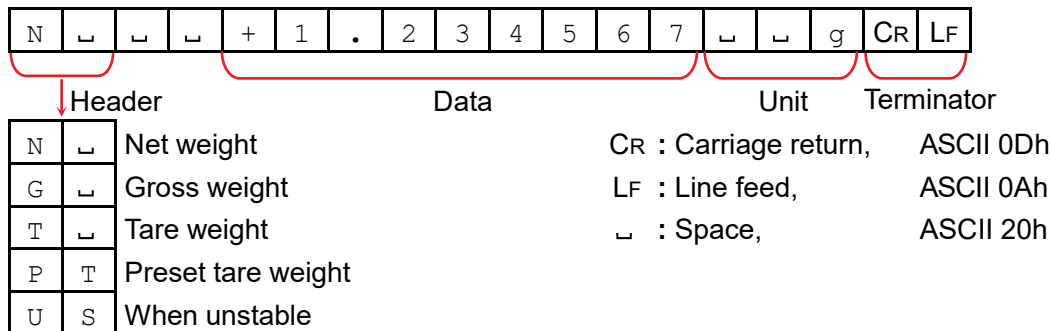 N ␣ ␣ ␣ + 1 . 2 3 4 5 6 7 ␣ ␣ g CR LF
Header Data Unit Terminator
N ␣ Net weight CR : Carriage return, ASCII 0Dh
G ␣ Gross weight LF : Line feed, ASCII 0Ah
T ␣ Tare weight ␣ : Space, ASCII 20h
P T Preset tare weight
U S When unstable